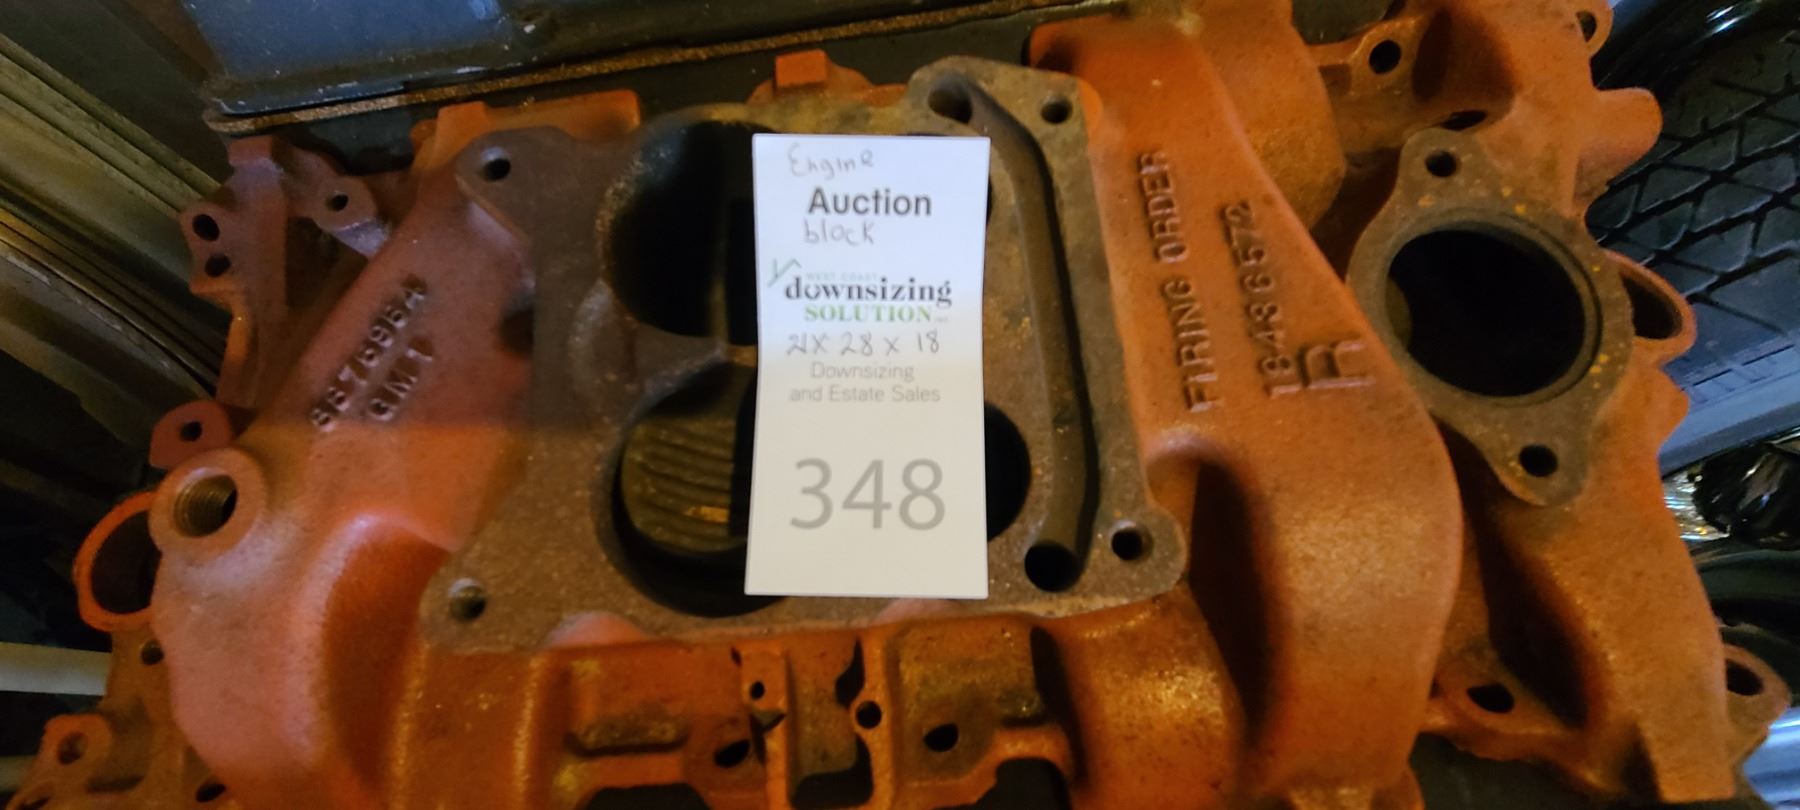 Engine
Auction
block
WEST COAST
downsizing
SOLUTION
21 x 28 x 18
Downsizing
and Estate Sales
348
GM 1
FIRING ORDER
18436572